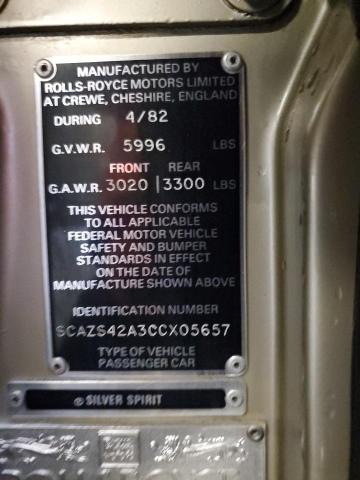 MANUFACTURED BY
ROLLS-ROYCE MOTORS LIMITED
AT CREWE, CHESHIRE, ENGLAND
DURING 4/82
G.V.W.R. 5996 LBS
FRONT REAR
G.A.W.R. 3020 | 3300 LBS
THIS VEHICLE CONFORMS
TO ALL APPLICABLE
FEDERAL MOTOR VEHICLE
SAFETY AND BUMPER
STANDARDS IN EFFECT
ON THE DATE OF
MANUFACTURE SHOWN ABOVE
IDENTIFICATION NUMBER
SCAZS42A3CCX05657
TYPE OF VEHICLE
PASSENGER CAR
SILVER SPIRIT